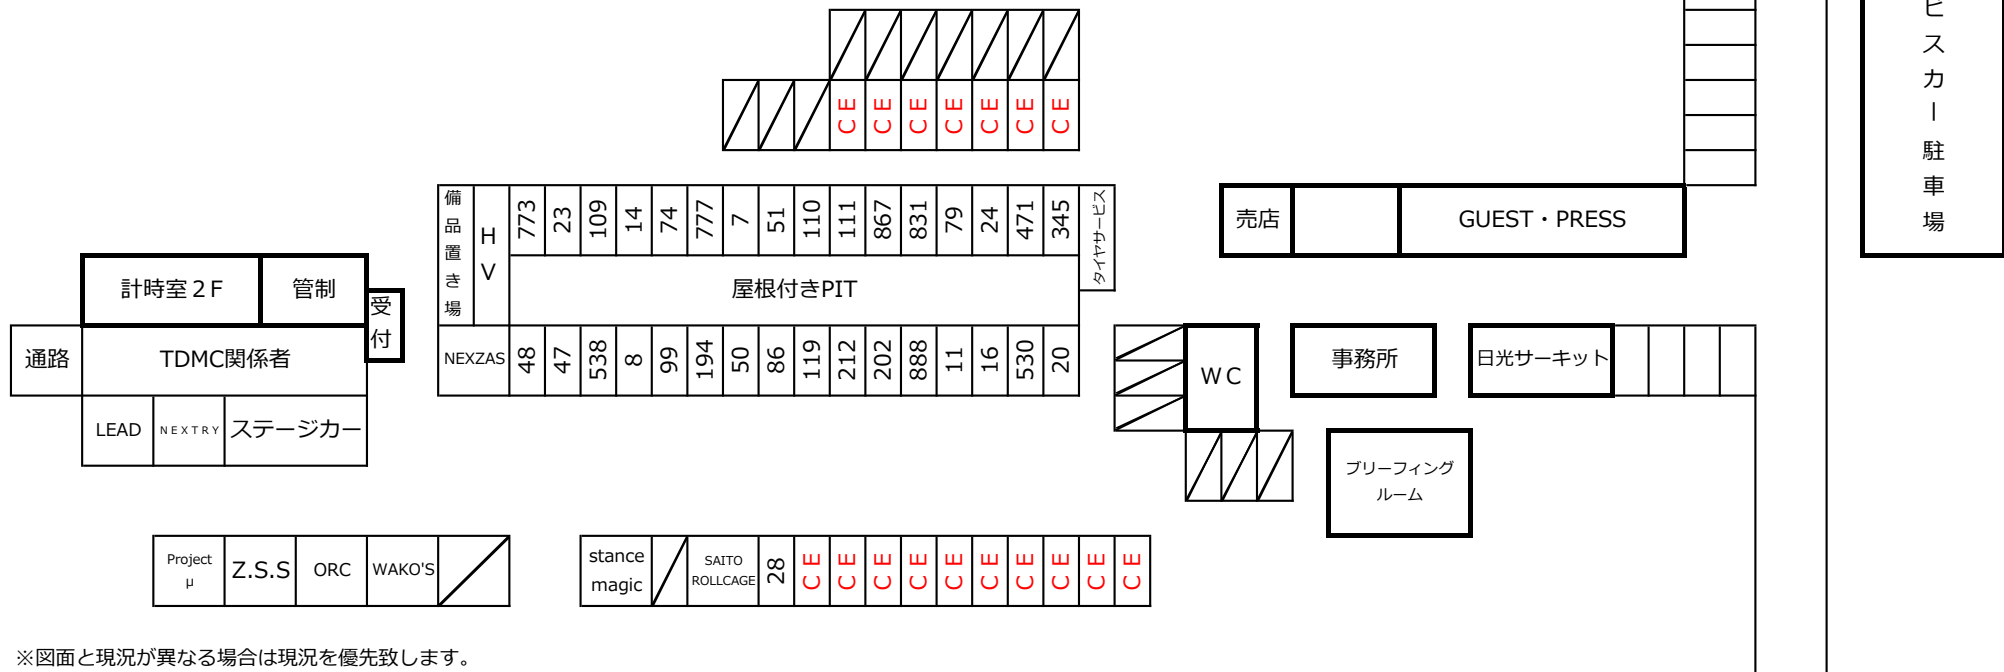 ビスカー駐車場
CE CE CE CE CE CE CE
備品置き場
HV
773 23 109 14 74 777 7 51 110 111 867 831 79 24 471 345
タイヤサービス
売店
GUEST・PRESS
計時室2F
管制
受付
屋根付きPIT
通路
TDMC関係者
NEXZAS
48 47 538 8 99 194 50 86 119 212 202 888 11 16 530 20
WC
事務所
日光サーキット
LEAD
NEXTRY
ステージカー
ブリーフィング
ルーム
Project
μ
Z.S.S
ORC
WAKO'S
stance
magic
SAITO
ROLLCAGE
28
CE CE CE CE CE CE CE CE CE CE
※図面と現況が異なる場合は現況を優先致します。